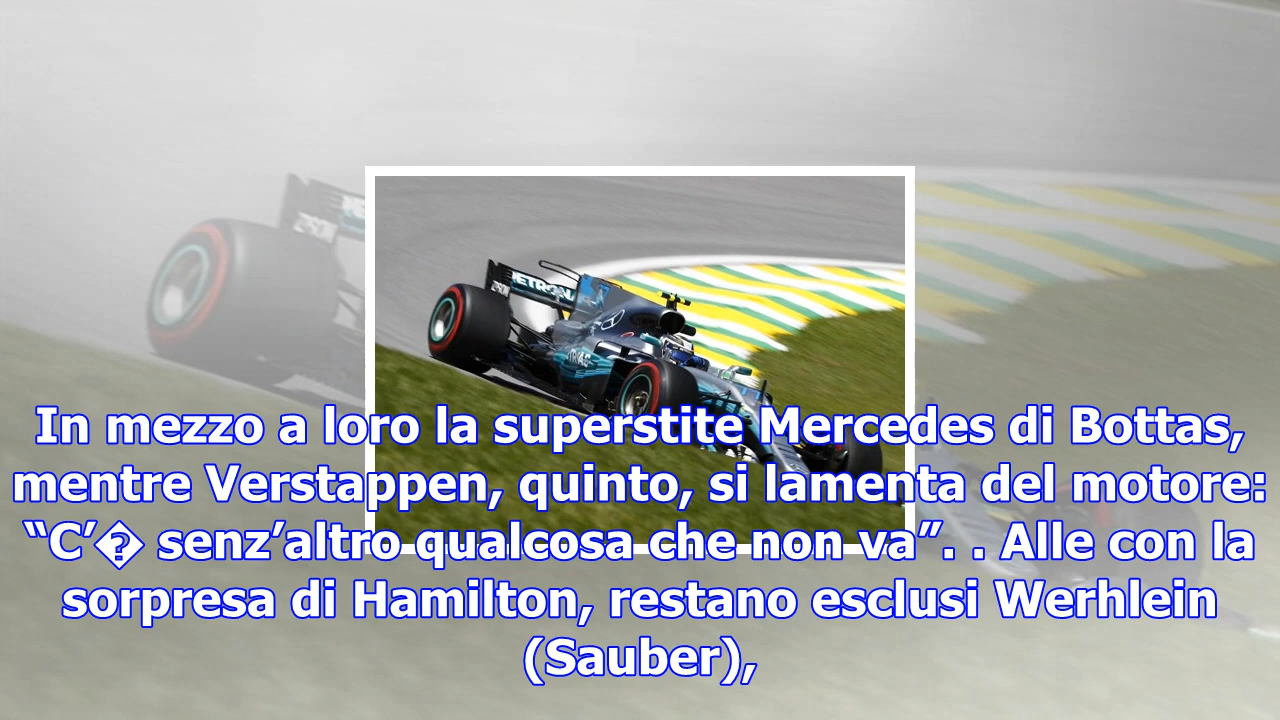 PETRONAS
In mezzo a loro la superstite Mercedes di Bottas,
mentre Verstappen, quinto, si lamenta del motore:
“C’� senz’altro qualcosa che non va”. . Alle con la
sorpresa di Hamilton, restano esclusi Werhlein
(Sauber),